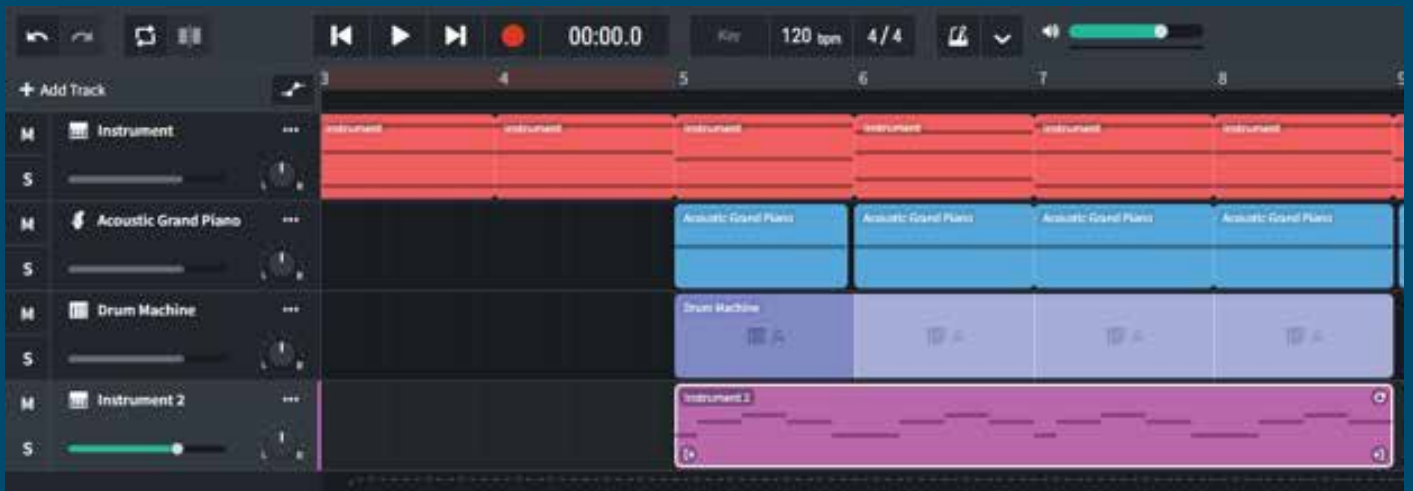 00:00.0 Key 120 bpm 4/4
+ Add Track 3 4 5 6 7 8 9
M Instrument Instrument Instrument Instrument Instrument Instrument Instrument
S L R
M Acoustic Grand Piano Acoustic Grand Piano Acoustic Grand Piano Acoustic Grand Piano Acoustic Grand Piano
S L R
M Drum Machine Drum Machine
A A A A
S L R
M Instrument 2 Instrument 2
S L R